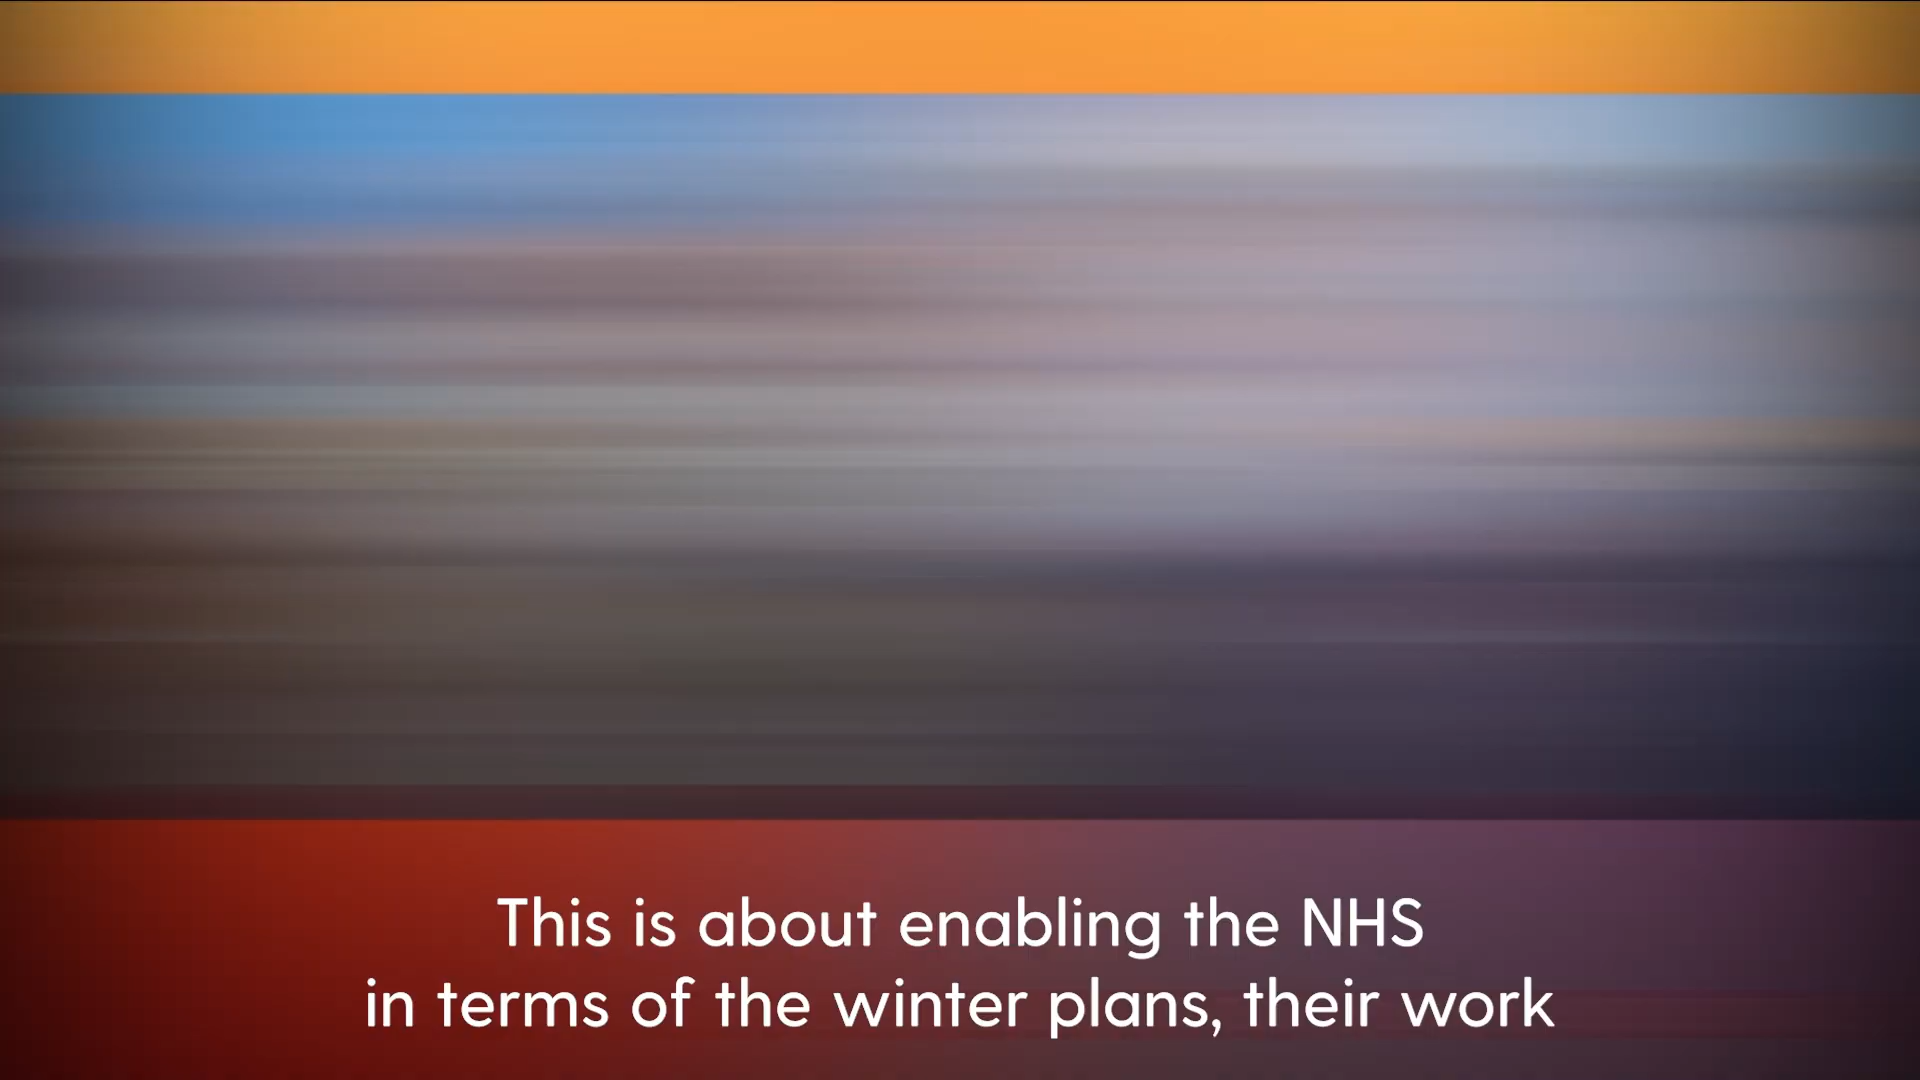 This is about enabling the NHS
in terms of the winter plans, their work